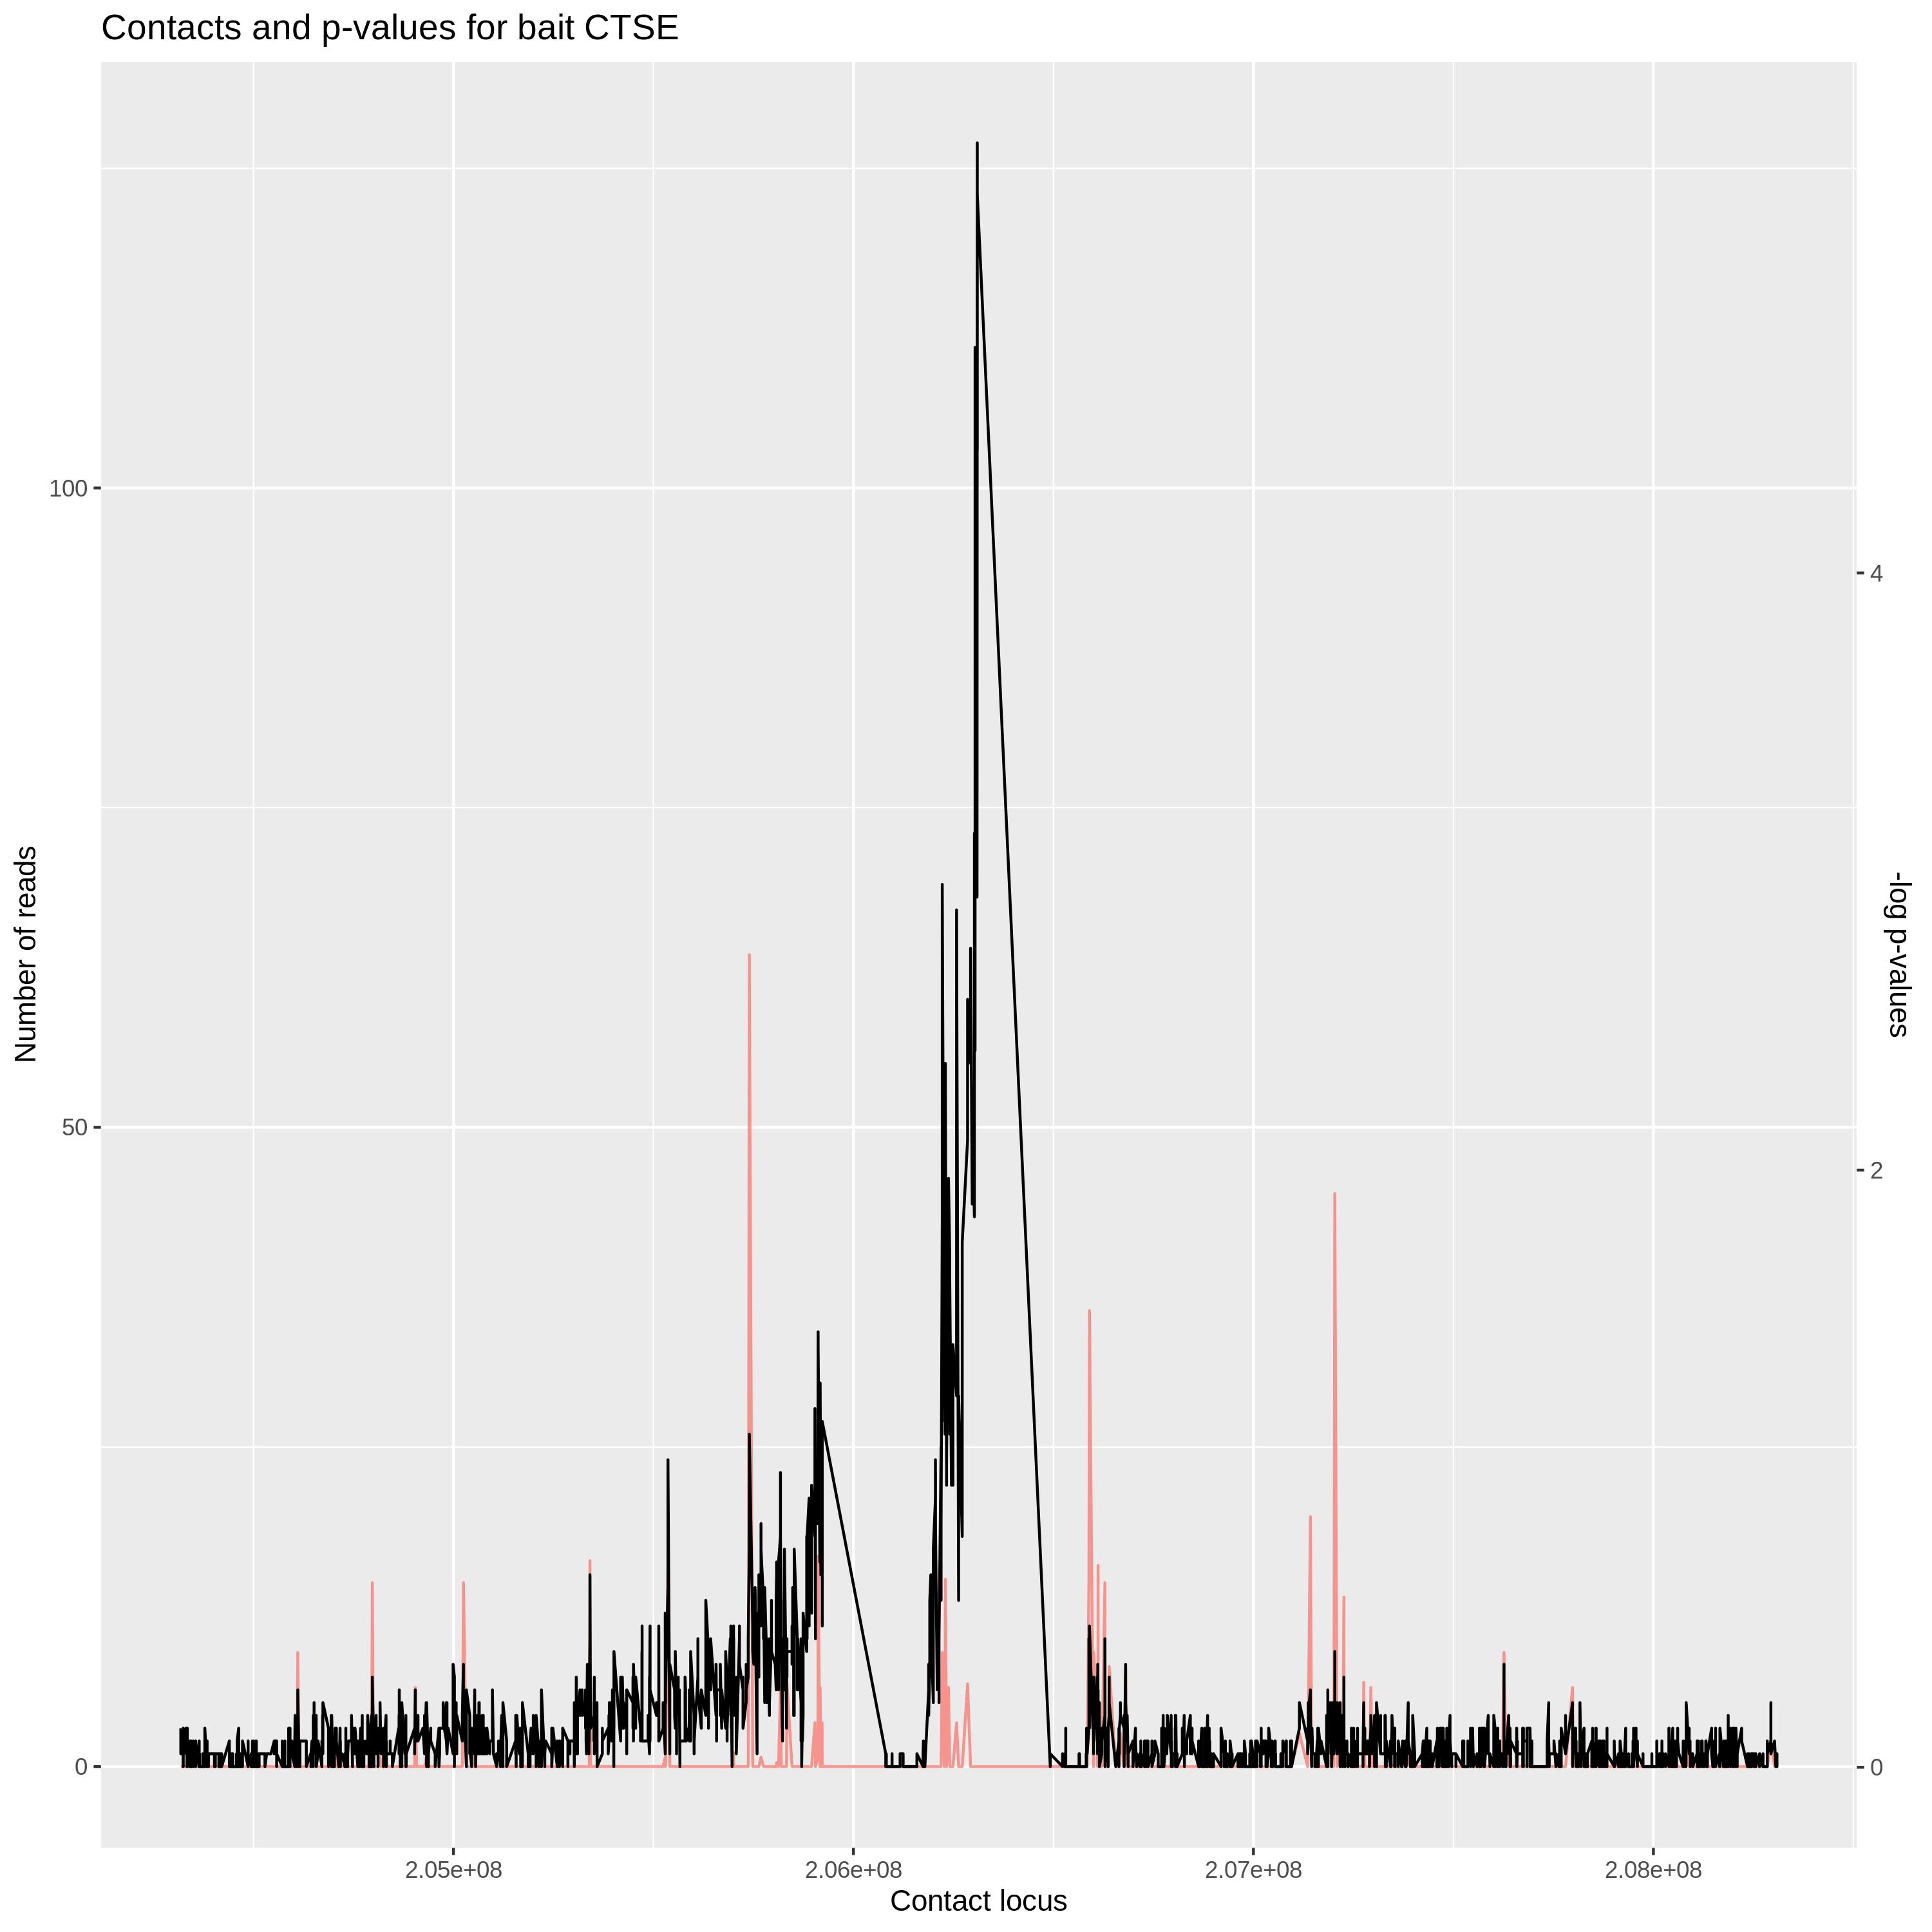 Contacts and p-values for bait CTSE
Number of reads
100
50
0
4
2
0
-log p-values
2.05e+08 2.06e+08 2.07e+08 2.08e+08
Contact locus